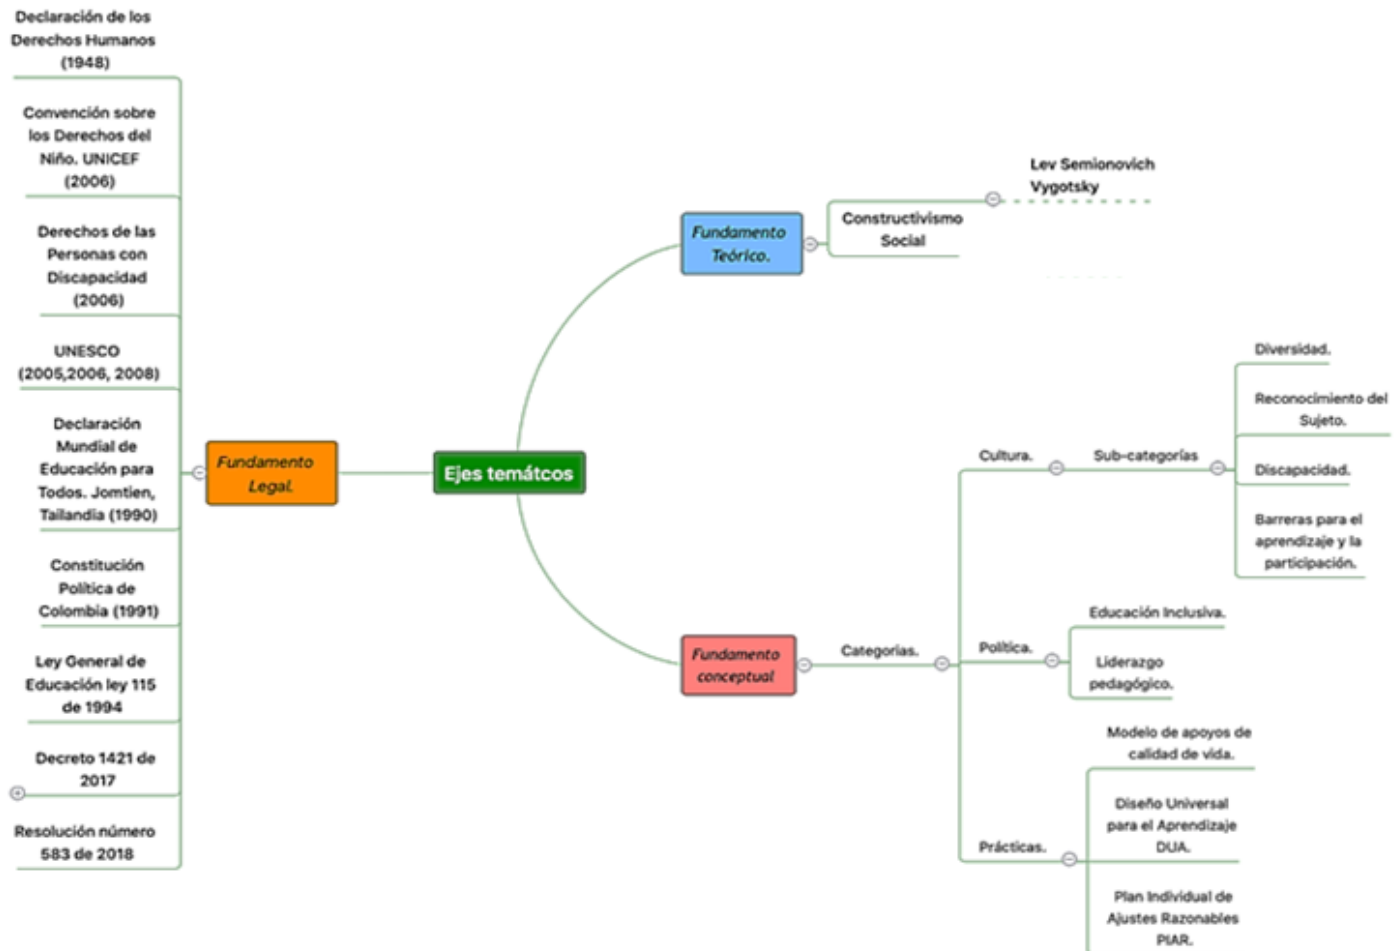 Declaración de los
Derechos Humanos
(1948)
Convención sobre
los Derechos del
Niño. UNICEF
(2006)
Derechos de las
Personas con
Discapacidad
(2006)
UNESCO
(2005,2006, 2008)
Declaración
Mundial de
Educación para
Todos. Jomtien,
Tailandia (1990)
Constitución
Política de
Colombia (1991)
Ley General de
Educación ley 115
de 1994
Decreto 1421 de
2017
Resolución número
583 de 2018
Fundamento
Legal.
Ejes temátcos
Fundamento
Teórico.
Constructivismo
Social
Lev Semionovich
Vygotsky
Fundamento
conceptual
Categorias.
Cultura.
Sub-categorías
Diversidad.
Reconocimiento del
Sujeto.
Discapacidad.
Barreras para el
aprendizaje y la
participación.
Política.
Educación Inclusiva.
Liderazgo
pedagógico.
Prácticas.
Modelo de apoyos de
calidad de vida.
Diseño Universal
para el Aprendizaje
DUA.
Plan Individual de
Ajustes Razonables
PIAR.